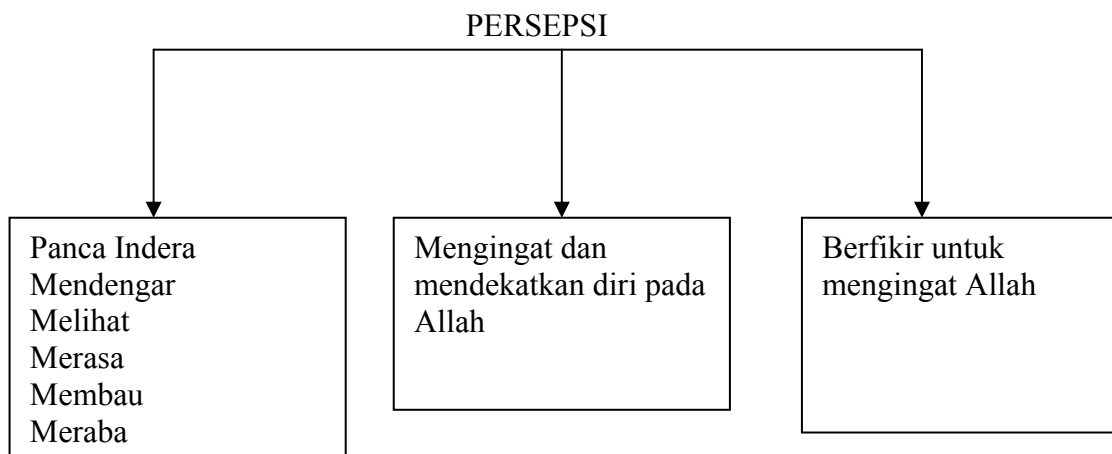 PERSEPSI
Panca Indera
Mendengar
Melihat
Merasa
Membau
Meraba
Mengingat dan
mendekatkan diri pada
Allah
Berfikir untuk
mengingat Allah